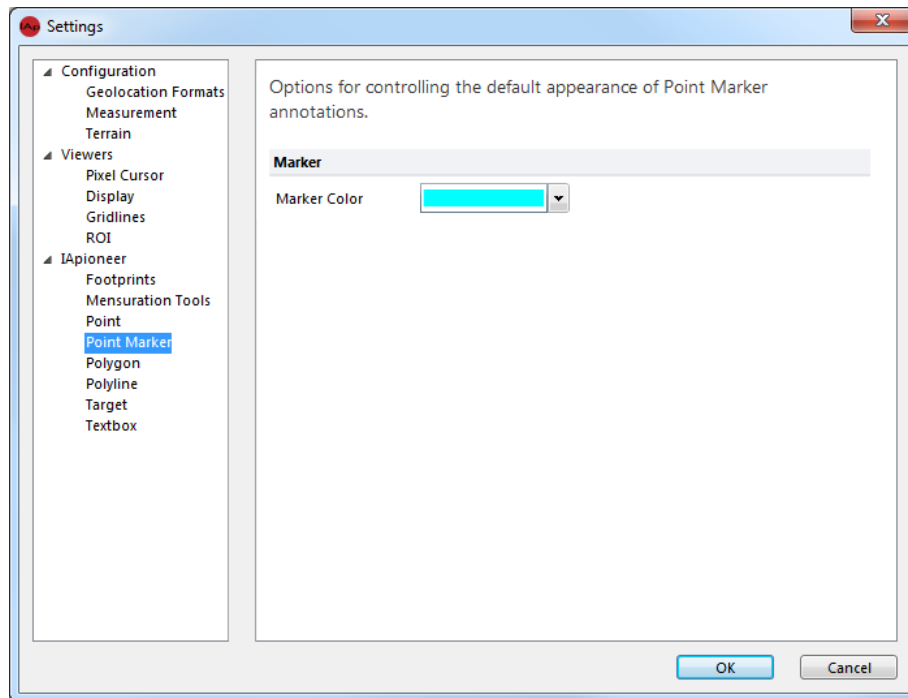 IAp Settings
Configuration
Geolocation Formats
Measurement
Terrain
Viewers
Pixel Cursor
Display
Gridlines
ROI
IApioneer
Footprints
Mensuration Tools
Point
Point Marker
Polygon
Polyline
Target
Textbox
Options for controlling the default appearance of Point Marker
annotations.
Marker
Marker Color
OK Cancel